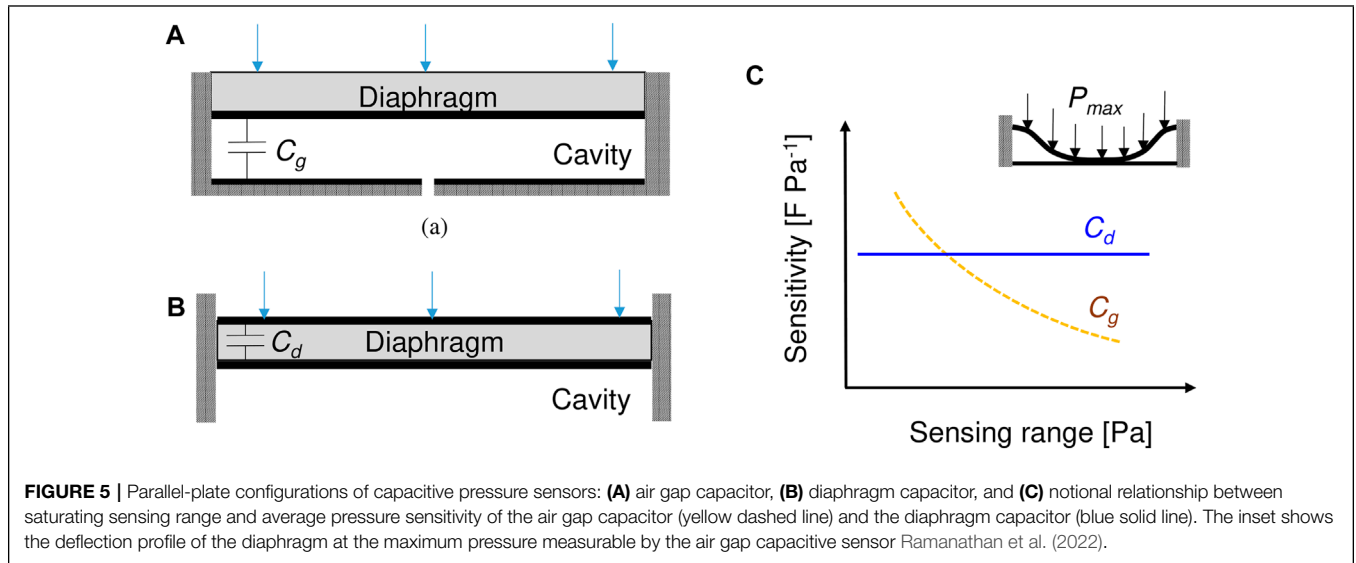 A
Diaphragm
C_g
Cavity
(a)
B
C_d
Diaphragm
Cavity
C
P_max
Sensitivity [F Pa⁻¹]
C_d
C_g
Sensing range [Pa]
FIGURE 5 | Parallel-plate configurations of capacitive pressure sensors: (A) air gap capacitor, (B) diaphragm capacitor, and (C) notional relationship between
saturating sensing range and average pressure sensitivity of the air gap capacitor (yellow dashed line) and the diaphragm capacitor (blue solid line). The inset shows
the deflection profile of the diaphragm at the maximum pressure measurable by the air gap capacitive sensor Ramanathan et al. (2022).